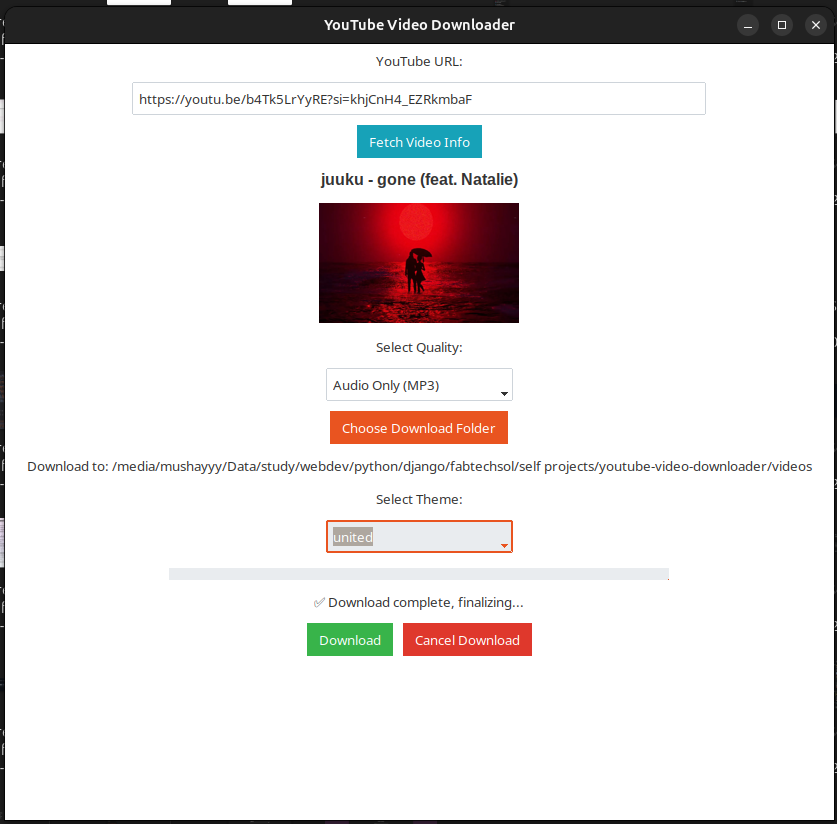 YouTube Video Downloader
YouTube URL:
https://youtu.be/b4Tk5LrYyRE?si=khjCnH4_EZRkmbaF
Fetch Video Info
juuku - gone (feat. Natalie)
Select Quality:
Audio Only (MP3)
Choose Download Folder
Download to: /media/mushayyy/Data/study/webdev/python/django/fabtechsol/self projects/youtube-video-downloader/videos
Select Theme:
united
✅ Download complete, finalizing...
Download Cancel Download